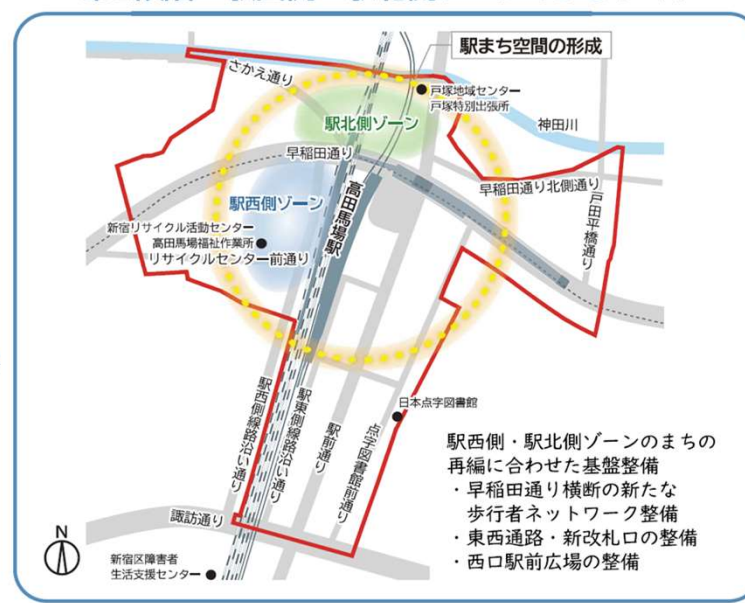 駅まち空間の形成
さかえ通り
戸塚地域センター
戸塚特別出張所
神田川
駅北側ゾーン
早稲田通り
早稲田通り北側通り
戸田平橋通り
駅西側ゾーン
高田馬場駅
新宿リサイクル活動センター
高田馬場福祉作業所
リサイクルセンター前通り
日本点字図書館
駅西側線路沿い通り
駅東側線路沿い通り
駅前通り
点字図書館前通り
駅西側・駅北側ゾーンのまちの
再編に合わせた基盤整備
・早稲田通り横断の新たな
歩行者ネットワーク整備
・東西通路・新改札口の整備
・西口駅前広場の整備
諏訪通り
N
新宿区障害者
生活支援センター